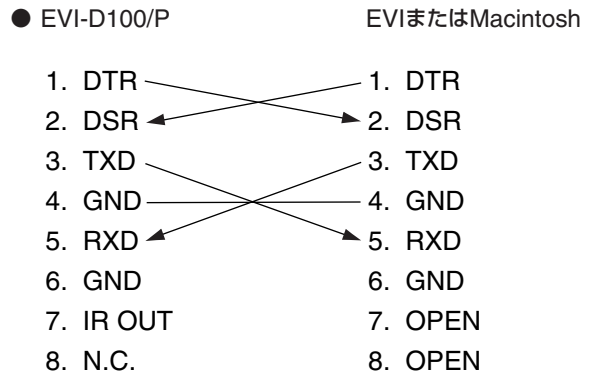 ● EVI-D100/P EVIまたはMacintosh
1. DTR 1. DTR
2. DSR 2. DSR
3. TXD 3. TXD
4. GND 4. GND
5. RXD 5. RXD
6. GND 6. GND
7. IR OUT 7. OPEN
8. N.C. 8. OPEN